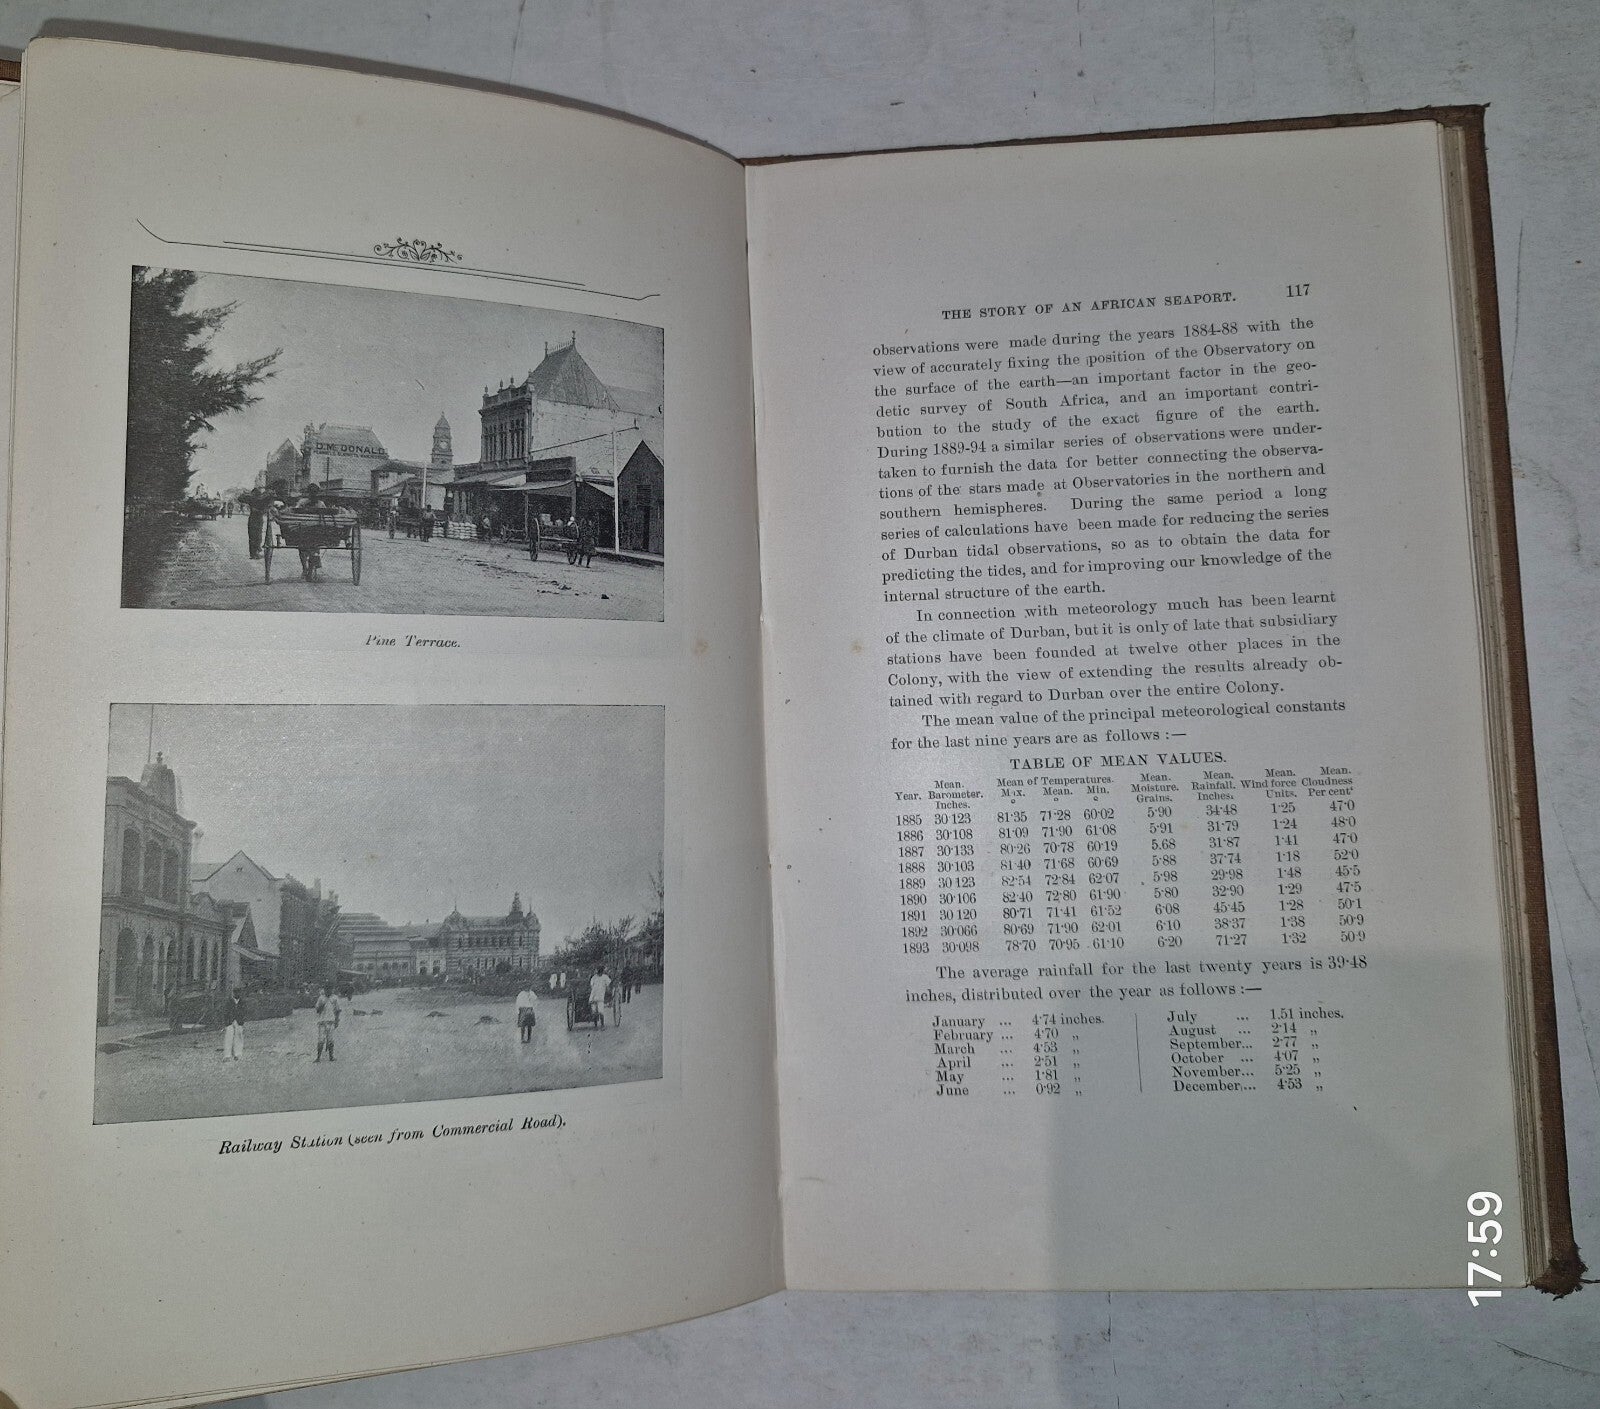 D. McDONALD
Pine Terrace.
Railway Station (seen from Commercial Road).
THE STORY OF AN AFRICAN SEAPORT. 117
observations were made during the years 1884-88 with the
view of accurately fixing the position of the Observatory on
the surface of the earth—an important factor in the geo-
detic survey of South Africa, and an important contri-
bution to the study of the exact figure of the earth.
During 1889-94 a similar series of observations were under-
taken to furnish the data for better connecting the observa-
tions of the stars made at Observatories in the northern and
southern hemispheres. During the same period a long
series of calculations have been made for reducing the series
of Durban tidal observations, so as to obtain the data for
predicting the tides, and for improving our knowledge of the
internal structure of the earth.
In connection with meteorology much has been learnt
of the climate of Durban, but it is only of late that subsidiary
stations have been founded at twelve other places in the
Colony, with the view of extending the results already ob-
tained with regard to Durban over the entire Colony.
The mean value of the principal meteorological constants
for the last nine years are as follows :—
TABLE OF MEAN VALUES.
Mean. Mean of Temperatures. Mean. Mean. Mean. Mean.
Year. Barometer. Max. Mean. Min. Moisture. Rainfall. Wind force Cloudness
Inches. ° ° ° Grains. Inches. Units. Per cent.
1885 30·123 81·35 71·28 60·02 5·90 34·48 1·25 47·0
1886 30·108 81·09 71·90 61·08 5·91 31·79 1·24 48·0
1887 30·133 80·26 70·78 60·19 5.68 31·87 1·41 47·0
1888 30·103 81·40 71·68 60·69 5·88 37·74 1·18 52·0
1889 30·123 82·54 72·84 62·07 5·98 29·98 1·48 45·5
1890 30·106 82·40 72·80 61·90 5·80 32·90 1·29 47·5
1891 30·120 80·71 71·41 61·52 6·08 45·45 1·28 50·1
1892 30·066 80·69 71·90 62·01 6·10 38·37 1·38 50·9
1893 30·098 78·70 70·95 61·10 6·20 71·27 1·32 50·9
The average rainfall for the last twenty years is 39·48
inches, distributed over the year as follows :—
January ... 4·74 inches.
February ... 4·70 „
March ... 4·53 „
April ... 2·51 „
May ... 1·81 „
June ... 0·92 „
July ... 1.51 inches.
August ... 2·14 „
September... 2·77 „
October ... 4·07 „
November... 5·25 „
December... 4·53 „
17:59